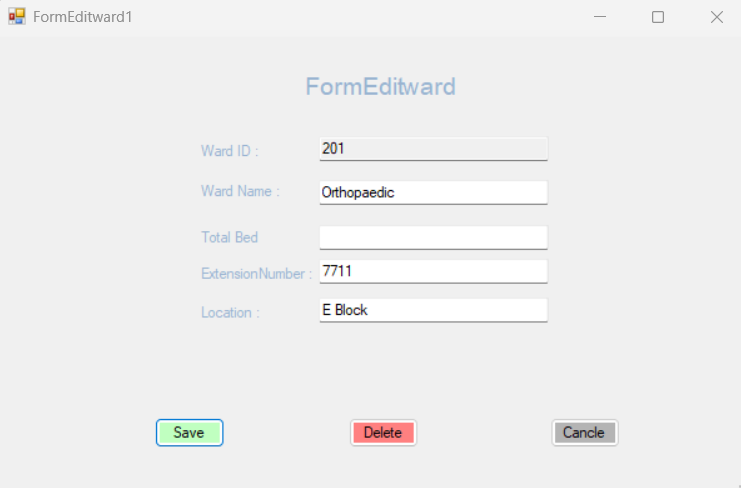 FormEditward1
FormEditward
Ward ID : 201
Ward Name : Orthopaedic
Total Bed
ExtensionNumber : 7711
Location : E Block
Save Delete Cancle